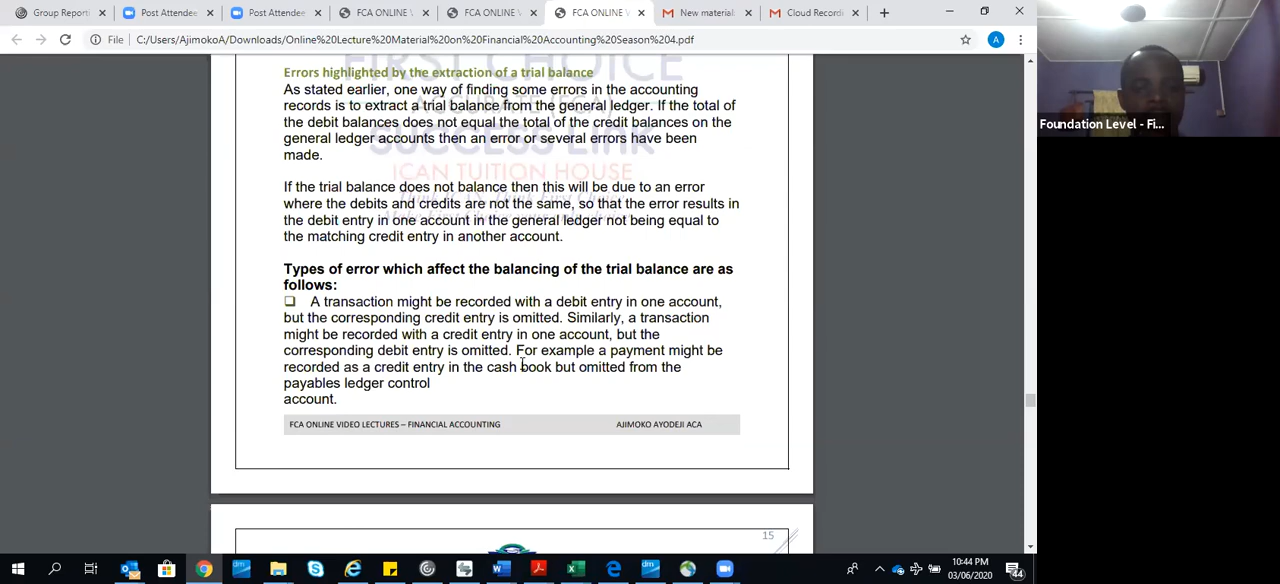 Group Reporti
Post Attende
Post Attende
FCA ONLINE V
FCA ONLINE V
FCA ONLINE V
New material
Cloud Record
File
C:/Users/AjimokoA/Downloads/Online%20Lecture%20Material%20on%20Financial%20Accounting%20Season%204.pdf
A
Foundation Level - Fi...
FIRST CHOICE
Errors highlighted by the extraction of a trial balance
As stated earlier, one way of finding some errors in the accounting
records is to extract a trial balance from the general ledger. If the total of
ACCURATE (FCA)
the debit balances does not equal the total of the credit balances on the
general ledger accounts then an error or several errors have been
SUCCESS LINK
made.
ICAN TUITION HOUSE
If the trial balance does not balance then this will be due to an error
where the debits and credits are not the same, so that the error results in
the debit entry in one account in the general ledger not being equal to
the matching credit entry in another account.
Types of error which affect the balancing of the trial balance are as
follows:
A transaction might be recorded with a debit entry in one account,
but the corresponding credit entry is omitted. Similarly, a transaction
might be recorded with a credit entry in one account, but the
corresponding debit entry is omitted. For example a payment might be
recorded as a credit entry in the cash book but omitted from the
payables ledger control
account.
FCA ONLINE VIDEO LECTURES – FINANCIAL ACCOUNTING
AJIMOKO AYODEJI ACA
15
10:44 PM
03/06/2020
44